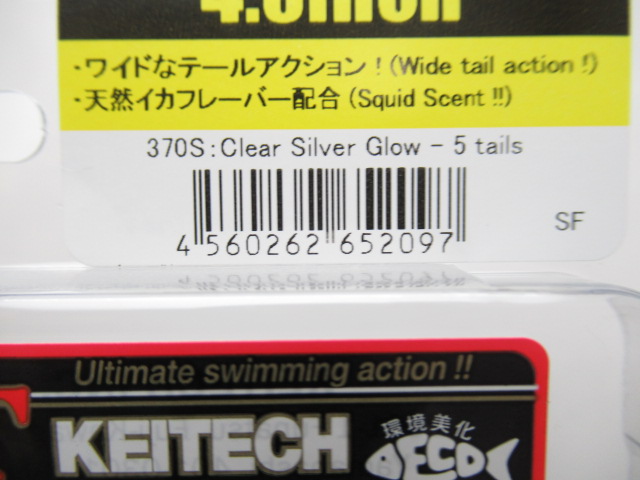 ・ワイドなテールアクション！(Wide tail action !)
・天然イカフレーバー配合 (Squid Scent !!)
370S:Clear Silver Glow - 5 tails
4 560262 652097
SF
Ultimate swimming action !!
KEITECH
環境美化
ECO